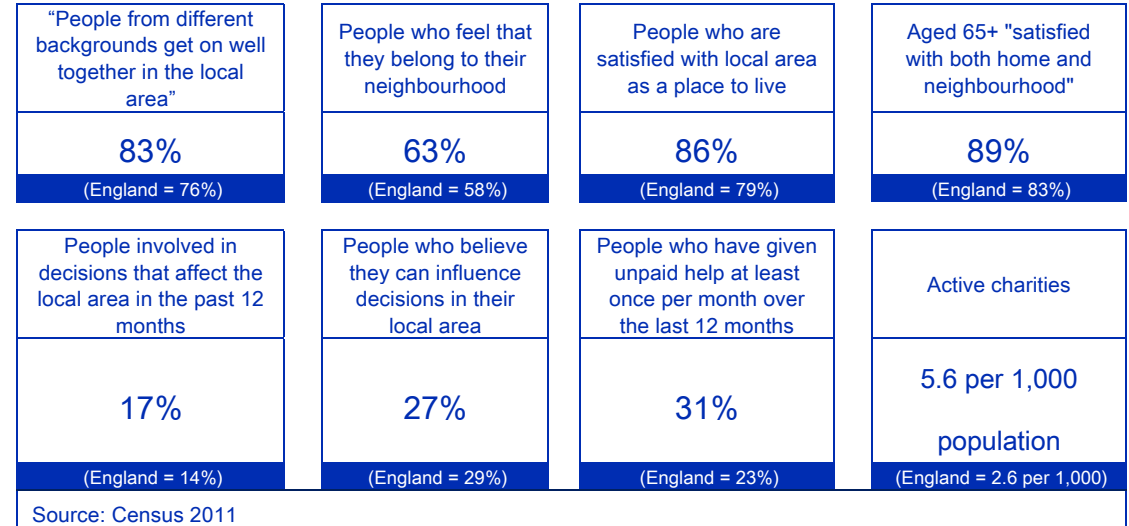 “People from different
backgrounds get on well
together in the local
area”
83%
(England = 76%)
People who feel that
they belong to their
neighbourhood
63%
(England = 58%)
People who are
satisfied with local area
as a place to live
86%
(England = 79%)
Aged 65+ "satisfied
with both home and
neighbourhood"
89%
(England = 83%)
People involved in
decisions that affect the
local area in the past 12
months
17%
(England = 14%)
People who believe
they can influence
decisions in their
local area
27%
(England = 29%)
People who have given
unpaid help at least
once per month over
the last 12 months
31%
(England = 23%)
Active charities
5.6 per 1,000
population
(England = 2.6 per 1,000)
Source: Census 2011